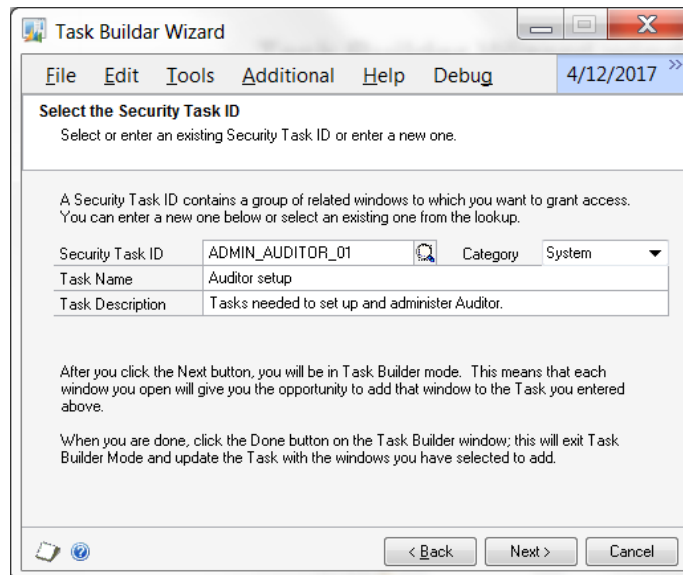 Task Buildar Wizard
File Edit Tools Additional Help Debug 4/12/2017 »
Select the Security Task ID
Select or enter an existing Security Task ID or enter a new one.
A Security Task ID contains a group of related windows to which you want to grant access.
You can enter a new one below or select an existing one from the lookup.
Security Task ID ADMIN_AUDITOR_01 Category System
Task Name Auditor setup
Task Description Tasks needed to set up and administer Auditor.
After you click the Next button, you will be in Task Builder mode. This means that each
window you open will give you the opportunity to add that window to the Task you entered
above.
When you are done, click the Done button on the Task Builder window; this will exit Task
Builder Mode and update the Task with the windows you have selected to add.
< Back Next > Cancel